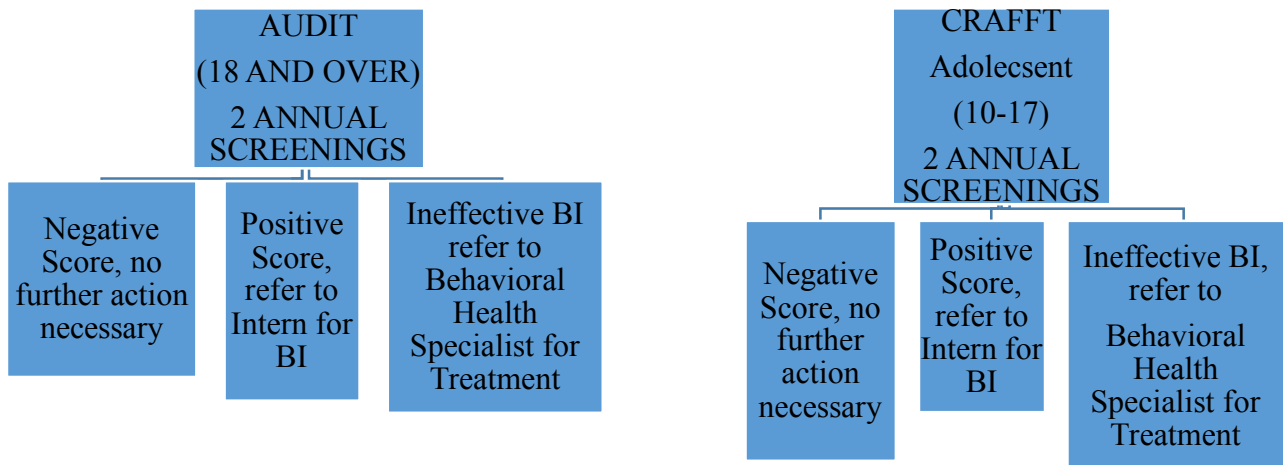 AUDIT
(18 AND OVER)
2 ANNUAL
SCREENINGS
Negative
Score, no
further action
necessary
Positive
Score,
refer to
Intern for
BI
Ineffective BI
refer to
Behavioral
Health
Specialist for
Treatment
CRAFFT
Adolecsent
(10-17)
2 ANNUAL
SCREENINGS
Negative
Score, no
further
action
necessary
Positive
Score,
refer to
Intern for
BI
Ineffective BI,
refer to
Behavioral
Health
Specialist for
Treatment